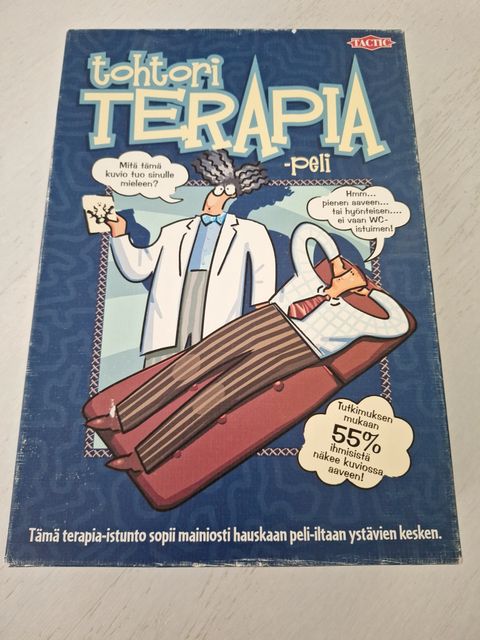 TACTIC
tohtori
TERAPIA
-peli
Mitä tämä
kuvio tuo sinulle
mieleen?
Hmm...
pienen aaveen...
tai hyönteisen....
ei vaan WC-
istuimen!
Tutkimuksen
mukaan
55%
ihmisistä
näkee kuviossa
aaveen!
Tämä terapia-istunto sopii mainiosti hauskaan peli-iltaan ystävien kesken.